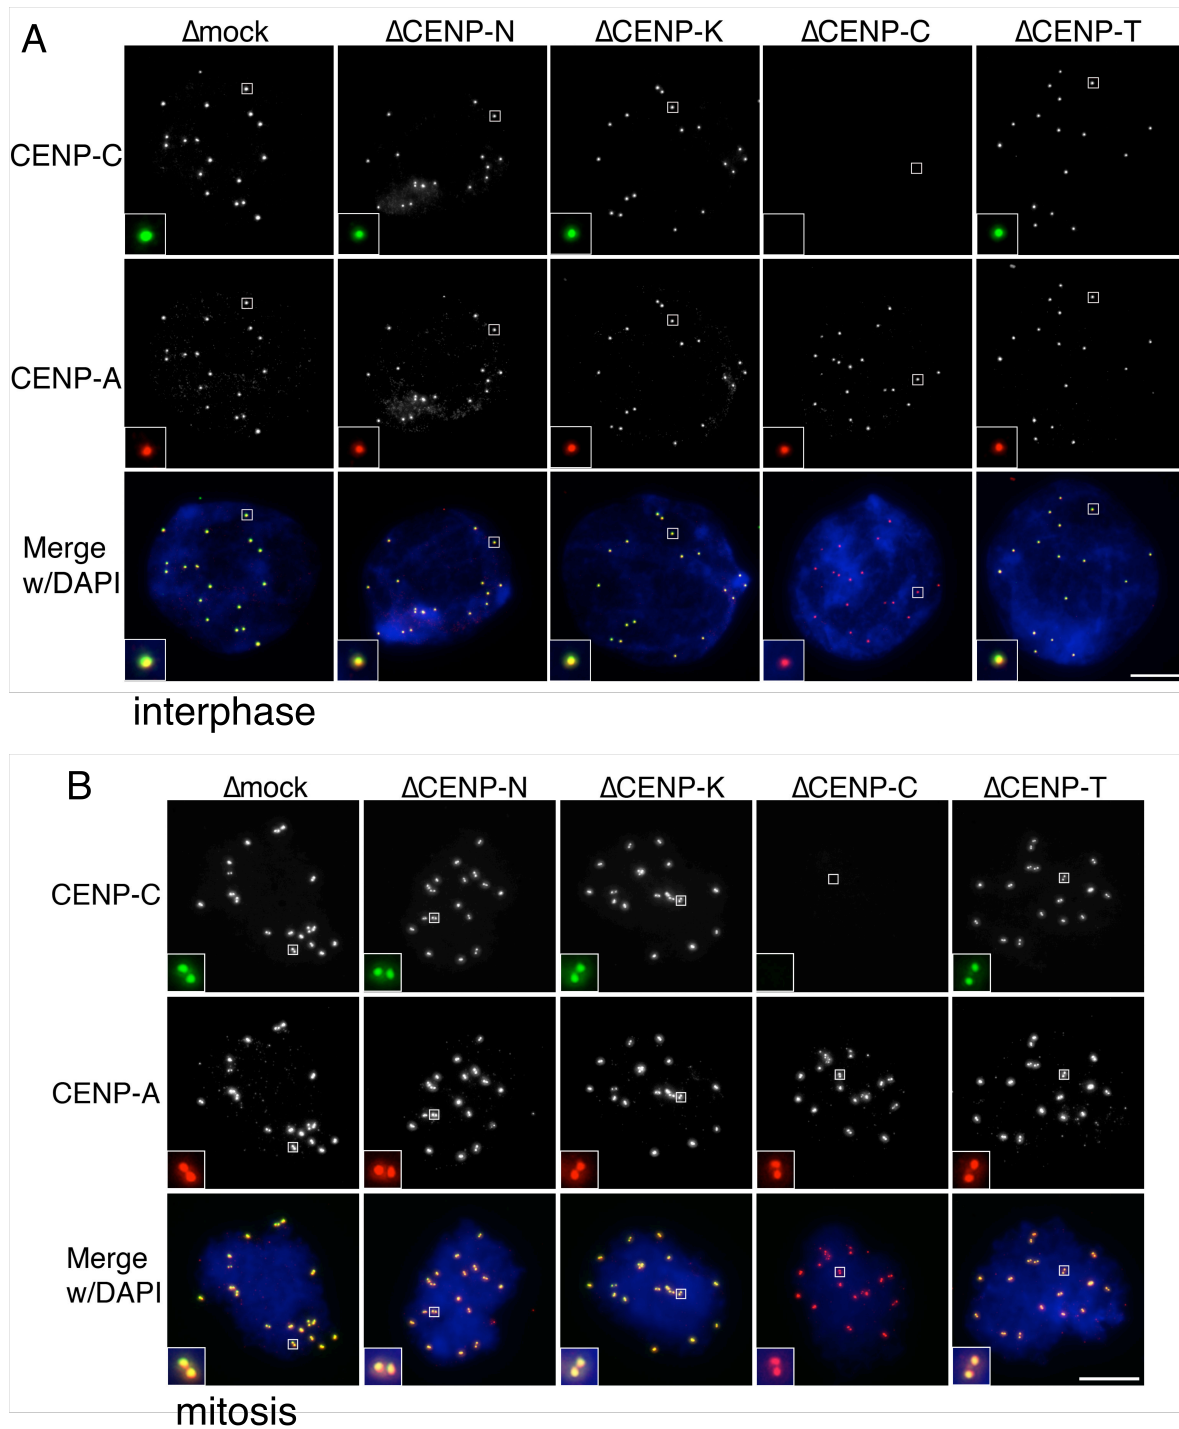 A
Δmock ΔCENP-N ΔCENP-K ΔCENP-C ΔCENP-T
CENP-C
CENP-A
Merge
w/DAPI
interphase
B
Δmock ΔCENP-N ΔCENP-K ΔCENP-C ΔCENP-T
CENP-C
CENP-A
Merge
w/DAPI
mitosis